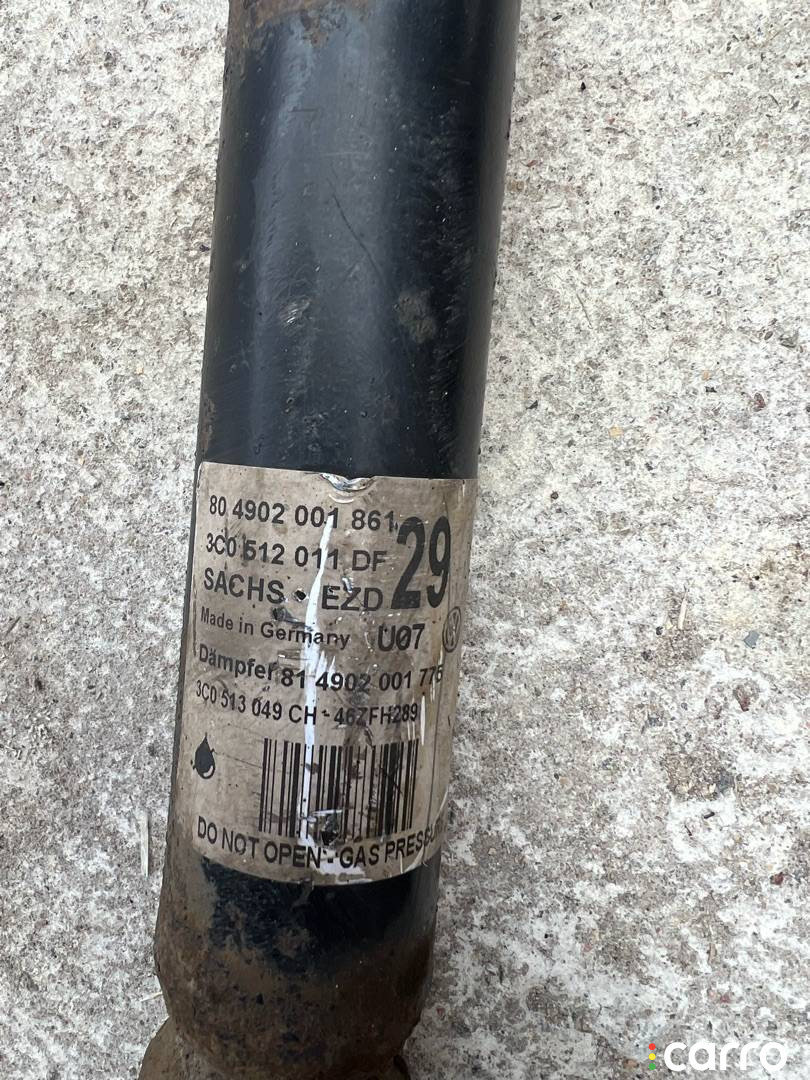 80 4902 001 861
3C0 512 011 DF
29
SACHS - EZD
Made in Germany U07
Dämpfer 81 4902 001 776
3C0 513 049 CH - 46ZFH289
DO NOT OPEN - GAS
carro